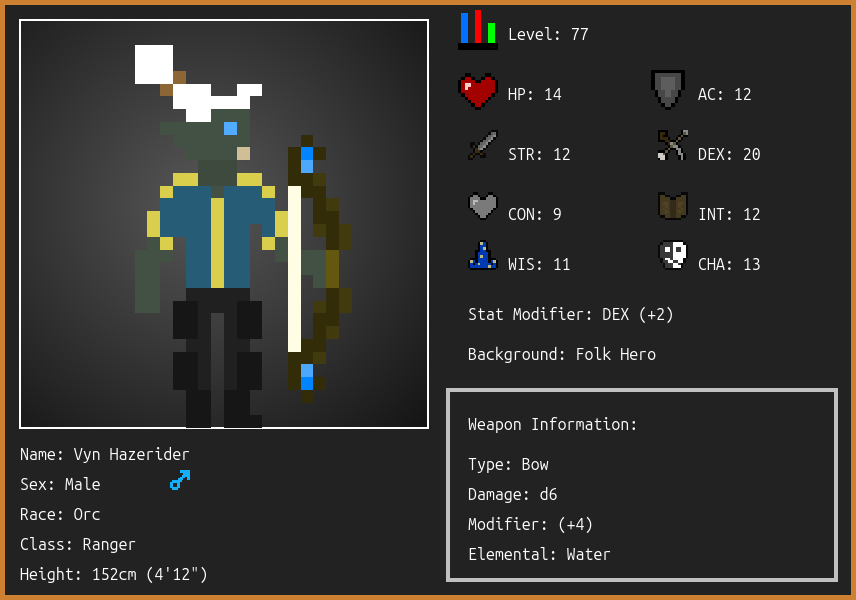 Level: 77
HP: 14
AC: 12
STR: 12
DEX: 20
CON: 9
INT: 12
WIS: 11
CHA: 13
Stat Modifier: DEX (+2)
Background: Folk Hero
Weapon Information:
Type: Bow
Damage: d6
Modifier: (+4)
Elemental: Water
Name: Vyn Hazerider
Sex: Male
Race: Orc
Class: Ranger
Height: 152cm (4'12")